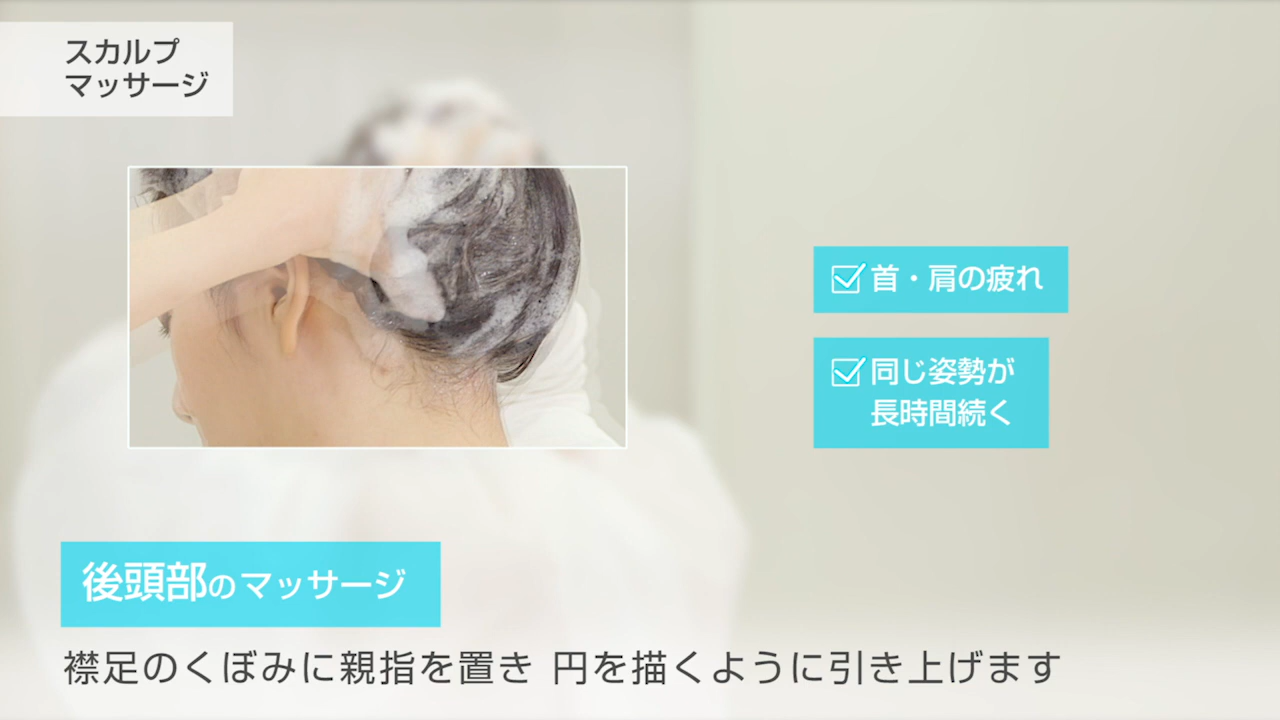 スカルプ
マッサージ
首・肩の疲れ
同じ姿勢が
長時間続く
後頭部のマッサージ
襟足のくぼみに親指を置き 円を描くように引き上げます